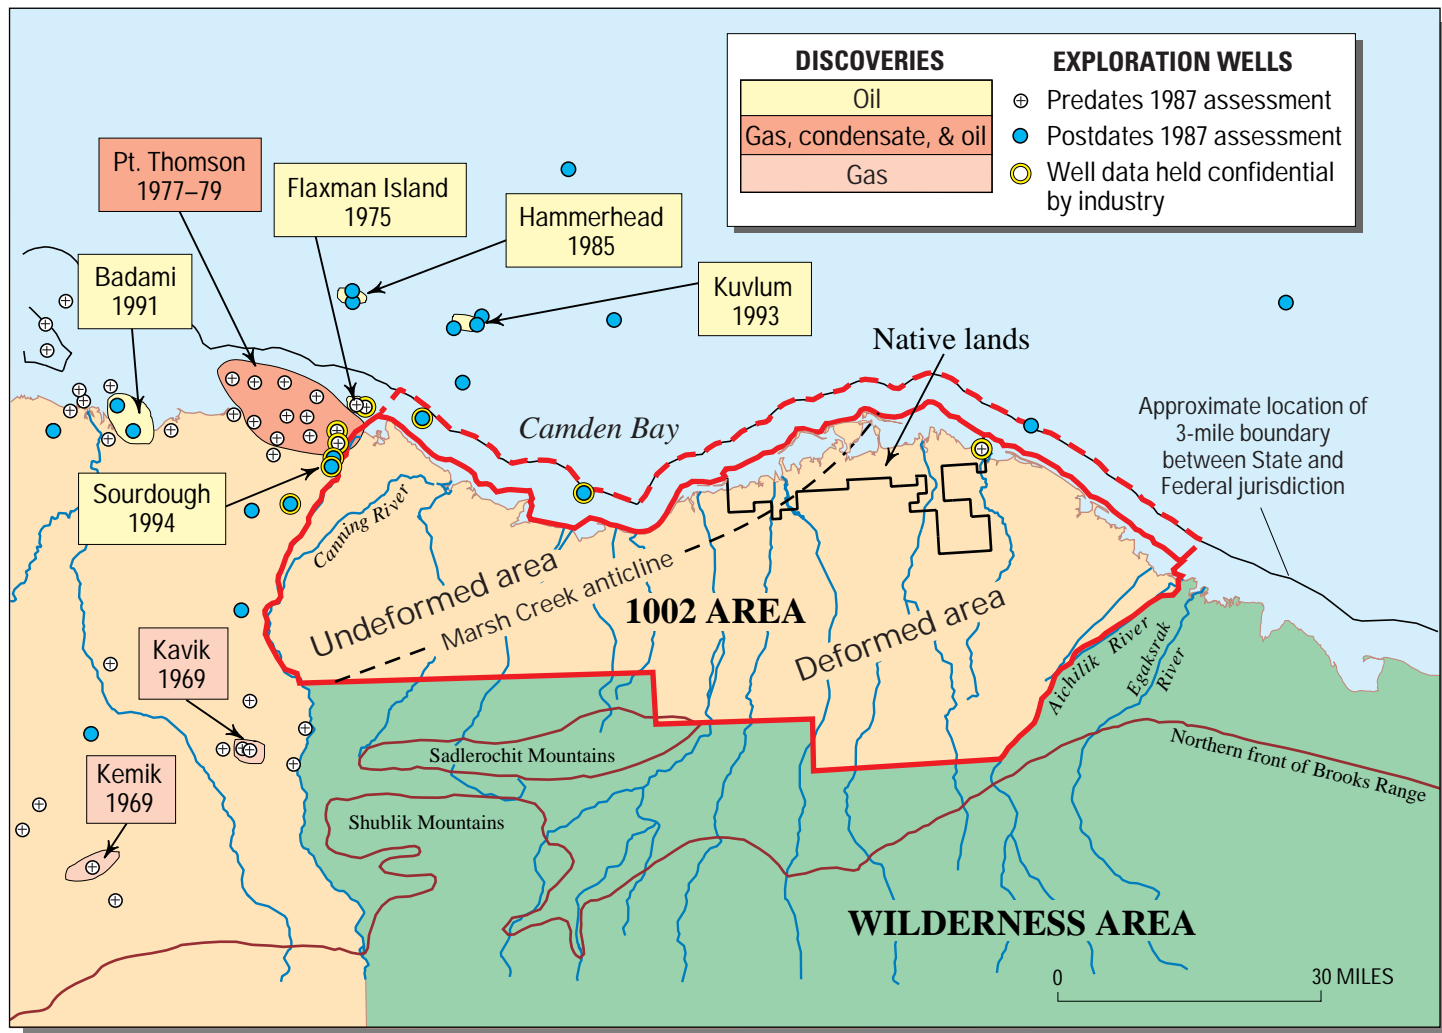 DISCOVERIES
Oil
Gas, condensate, & oil
Gas
EXPLORATION WELLS
Predates 1987 assessment
Postdates 1987 assessment
Well data held confidential
by industry
Pt. Thomson
1977–79
Flaxman Island
1975
Hammerhead
1985
Badami
1991
Kuvlum
1993
Native lands
Camden Bay
Approximate location of
3-mile boundary
between State and
Federal jurisdiction
Sourdough
1994
Canning River
Undeformed area
Marsh Creek anticline
1002 AREA
Deformed area
Aichilik River
Egaksrak
River
Kavik
1969
Kemik
1969
Sadlerochit Mountains
Shublik Mountains
Northern front of Brooks Range
WILDERNESS AREA
0
30 MILES